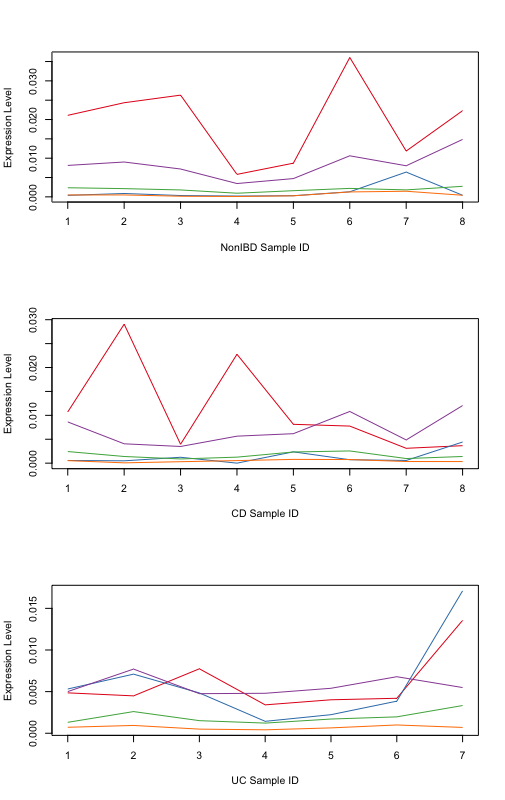 Expression Level
0.000 0.010 0.020 0.030
1 2 3 4 5 6 7 8
NonIBD Sample ID
Expression Level
0.000 0.010 0.020 0.030
1 2 3 4 5 6 7 8
CD Sample ID
Expression Level
0.000 0.005 0.010 0.015
1 2 3 4 5 6 7
UC Sample ID